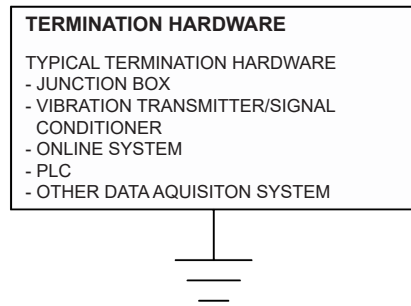 TERMINATION HARDWARE
TYPICAL TERMINATION HARDWARE
- JUNCTION BOX
- VIBRATION TRANSMITTER/SIGNAL
CONDITIONER
- ONLINE SYSTEM
- PLC
- OTHER DATA AQUISITON SYSTEM